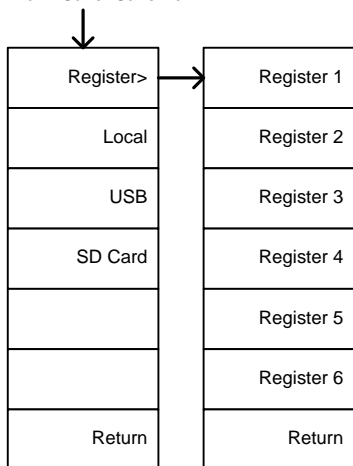 Register>
Local
USB
SD Card
Return
Register 1
Register 2
Register 3
Register 4
Register 5
Register 6
Return